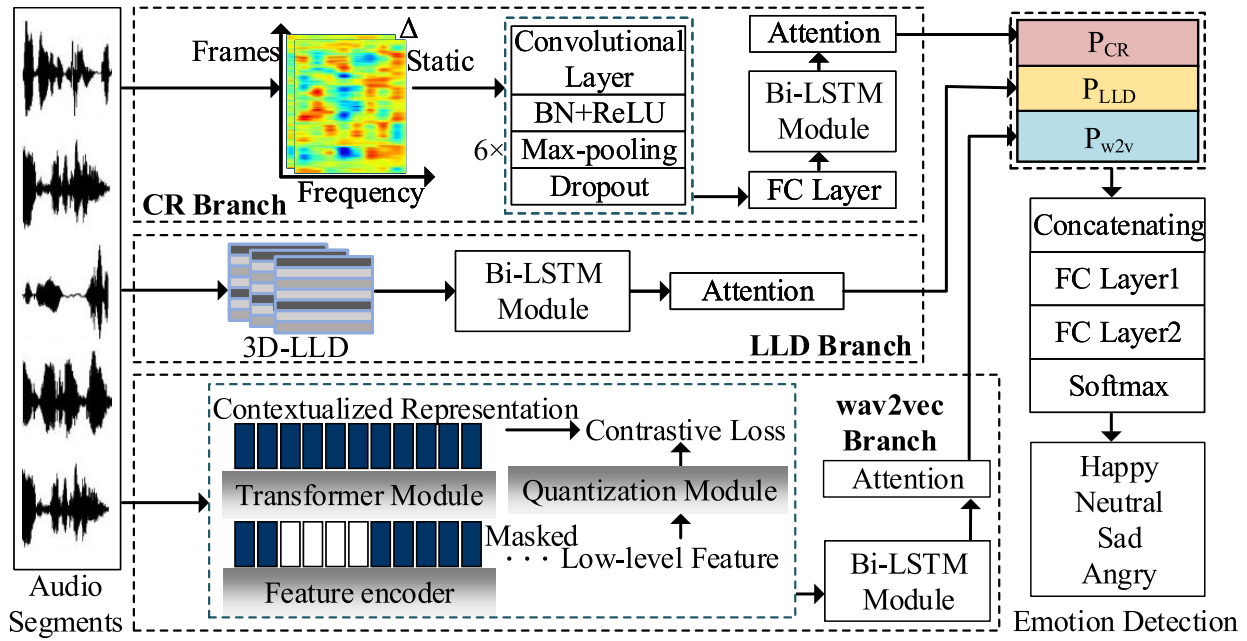 Audio
Segments
Frames
Δ
Static
Frequency
CR Branch
6×
Convolutional
Layer
BN+ReLU
Max-pooling
Dropout
FC Layer
Bi-LSTM
Module
Attention
3D-LLD
Bi-LSTM
Module
Attention
LLD Branch
Contextualized Representation
Transformer Module
Masked
Feature encoder
Contrastive Loss
Quantization Module
· · · · Low-level Feature
wav2vec
Branch
Attention
Bi-LSTM
Module
P_CR
P_LLD
P_w2v
Concatenating
FC Layer1
FC Layer2
Softmax
Happy
Neutral
Sad
Angry
Emotion Detection